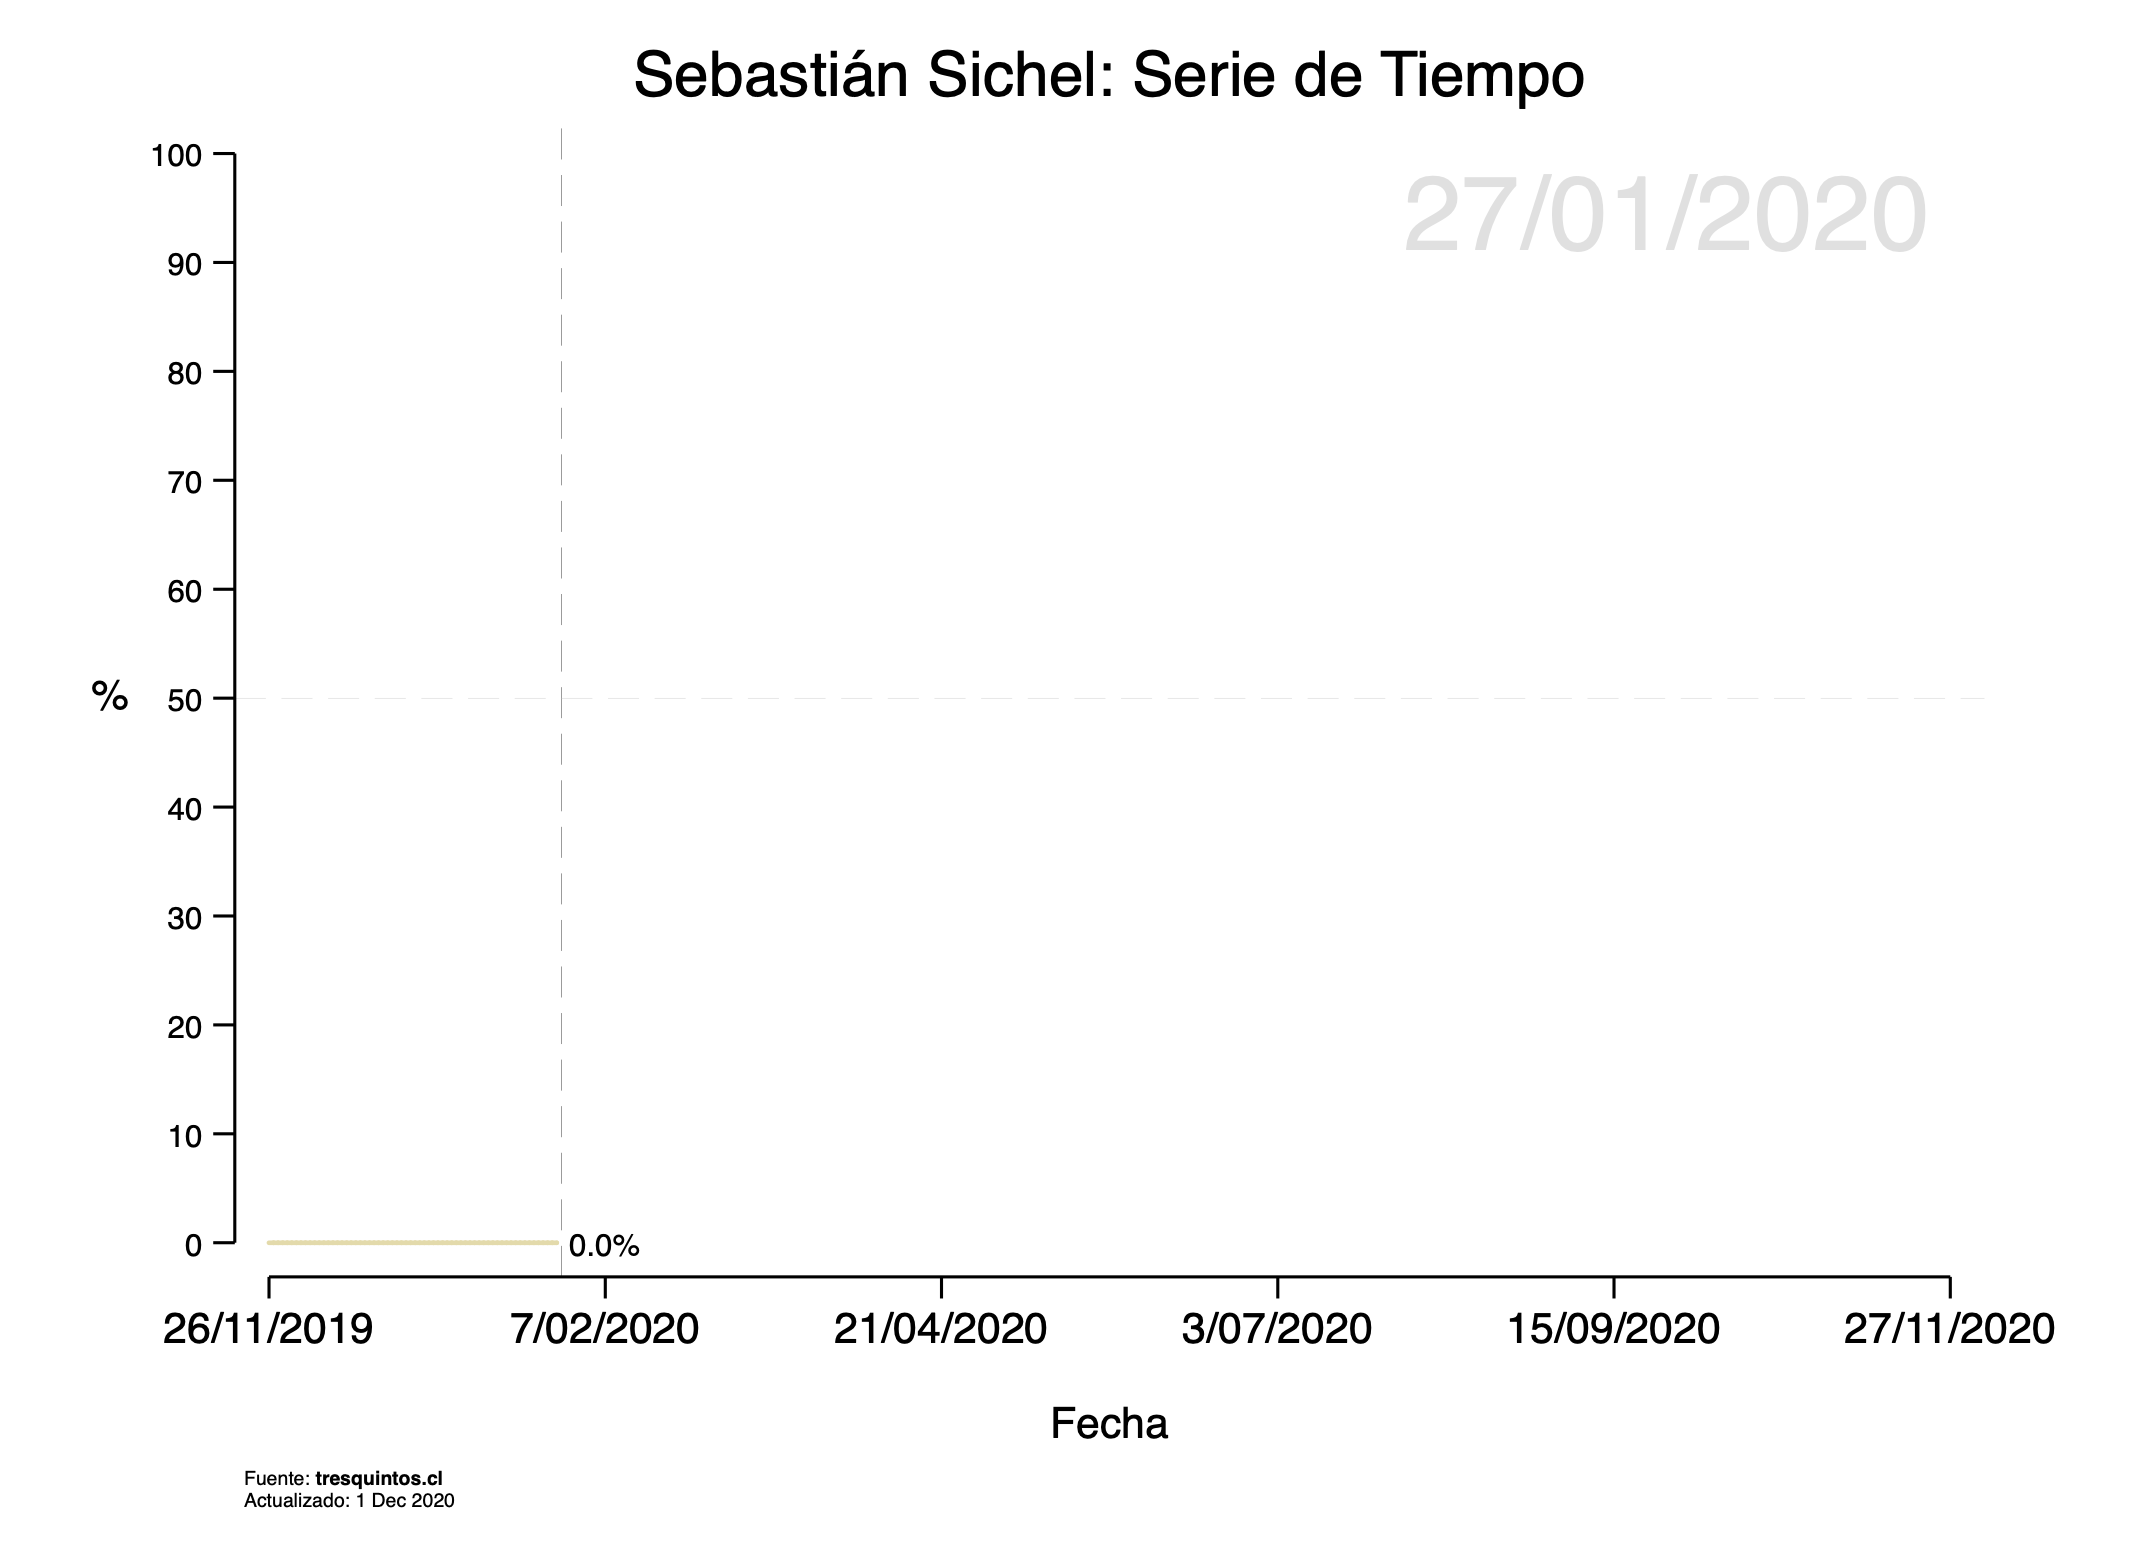 Sebastián Sichel: Serie de Tiempo
27/01/2020
100
90
80
70
60
50
40
30
20
10
0
%
0.0%
26/11/2019 7/02/2020 21/04/2020 3/07/2020 15/09/2020 27/11/2020
Fecha
Fuente: tresquintos.cl
Actualizado: 1 Dec 2020